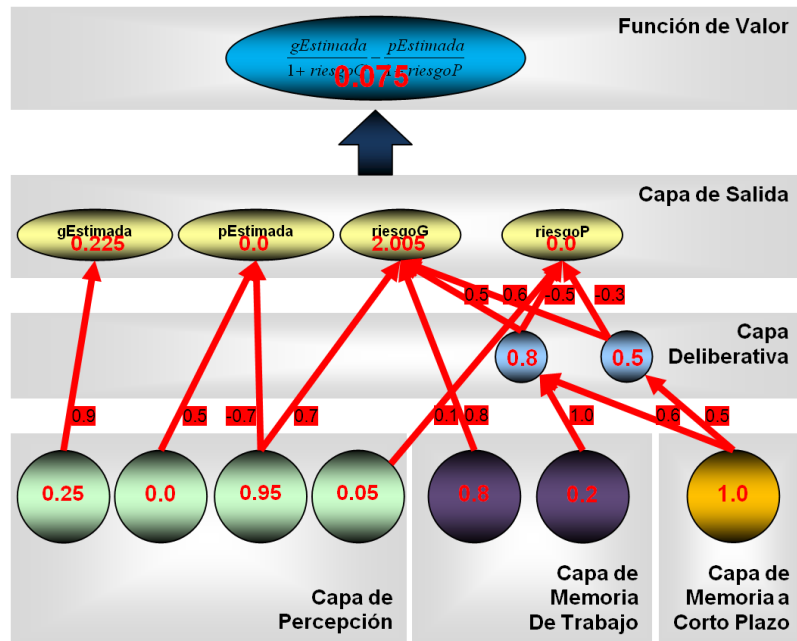 Función de Valor
gEstimada pEstimada
1+ riesgoG - 1+ riesgoP
0.075
Capa de Salida
gEstimada pEstimada riesgoG riesgoP
0.225 0.0 2.005 0.0
0.5 0.6 -0.5 -0.3
Capa
Deliberativa
0.8 0.5
0.9 0.5 -0.7 0.7 0.1 0.8 1.0 0.6 0.5
0.25 0.0 0.95 0.05 0.8 0.2 1.0
Capa de
Percepción
Capa de
Memoria
De Trabajo
Capa de
Memoria a
Corto Plazo